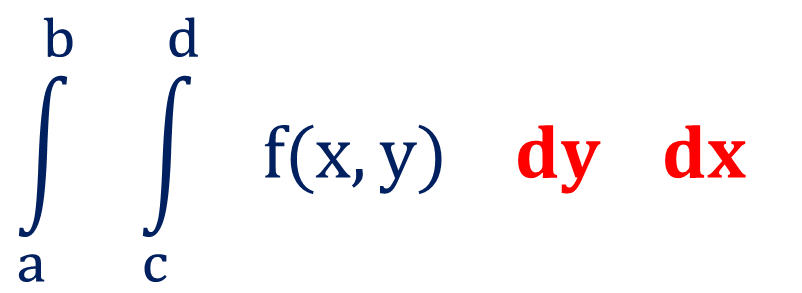 b d
∫ ∫ f(x, y) dy dx
a c